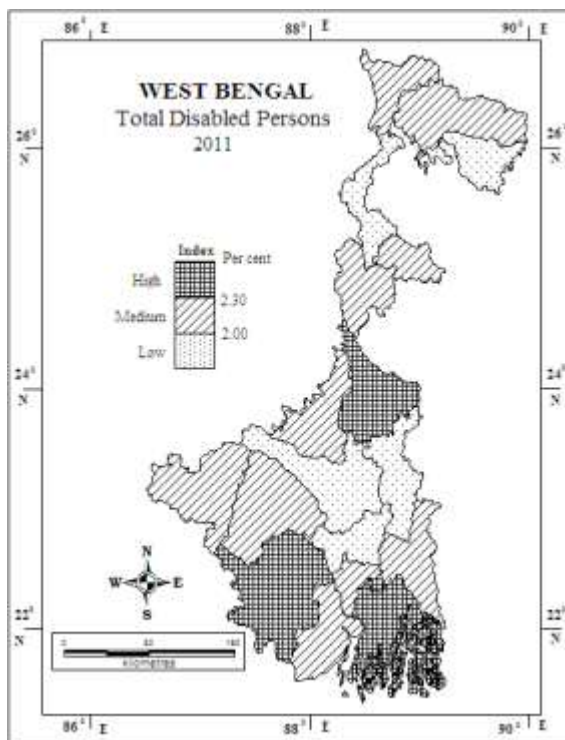 86° E 88° E 90° E
WEST BENGAL
Total Disabled Persons
2011
26° N 26° N
Index Per cent
High
2.30
Medium
2.00
Low
24° N 24° N
N
W E
S
22° N 22° N
0 80 160
kilometres
86° E 88° E 90° E